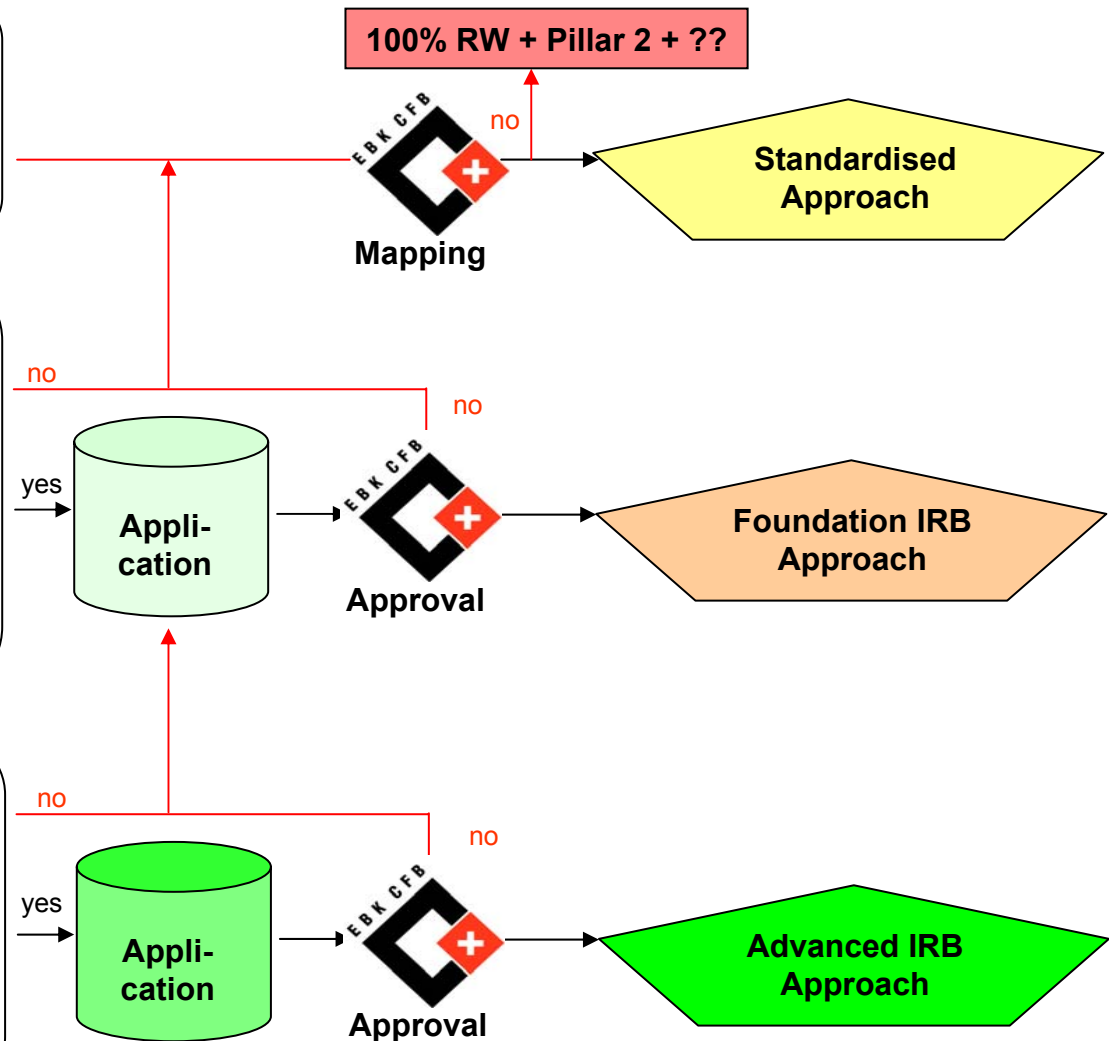 100% RW + Pillar 2 + ??
EBK CFB
no
Standardised
Approach
Mapping
no
no
EBK CFB
yes
Appli-
cation
Foundation IRB
Approach
Approval
no
no
EBK CFB
yes
Appli-
cation
Advanced IRB
Approach
Approval